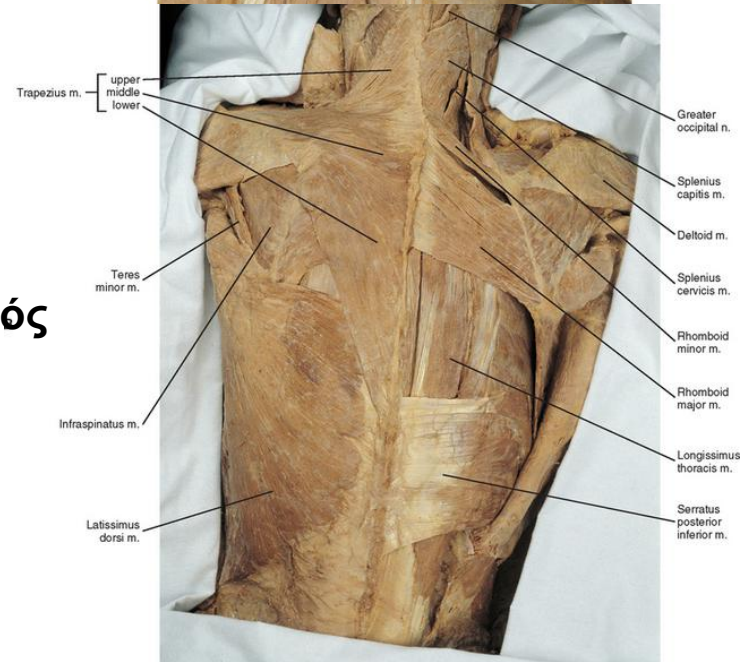 Trapezius m.
upper
middle
lower
Teres
minor m.
ός
Infraspinatus m.
Latissimus
dorsi m.
Greater
occipital n.
Splenius
capitis m.
Deltoid m.
Splenius
cervicis m.
Rhomboid
minor m.
Rhomboid
major m.
Longissimus
thoracis m.
Serratus
posterior
inferior m.